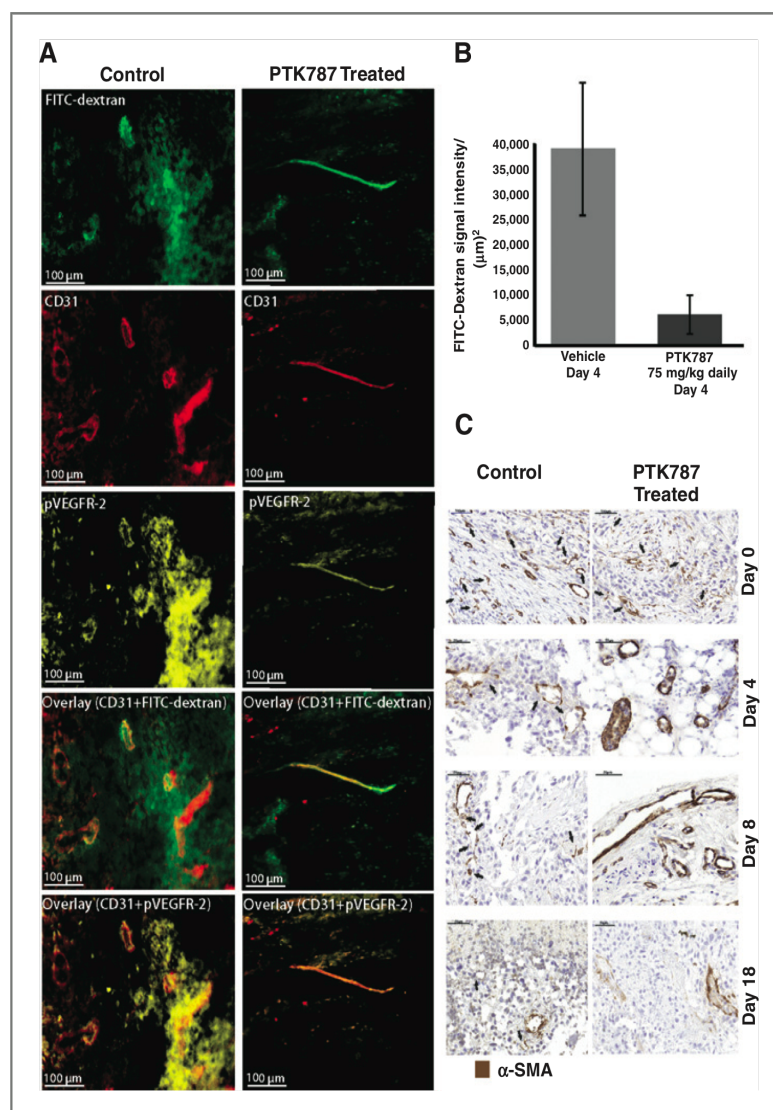 A
Control
PTK787 Treated
FITC-dextran
100 µm
100 µm
CD31
CD31
100 µm
100 µm
pVEGFR-2
pVEGFR-2
100 µm
100 µm
Overlay (CD31+FITC-dextran)
Overlay (CD31+FITC-dextran)
100 µm
100 µm
Overlay (CD31+pVEGFR-2)
Overlay (CD31+pVEGFR-2)
100 µm
100 µm
B
FITC-Dextran signal intensity/
(µm)²
40,000
35,000
30,000
25,000
20,000
15,000
10,000
5,000
0
Vehicle
Day 4
PTK787
75 mg/kg daily
Day 4
C
Control
PTK787
Treated
Day 0
Day 4
Day 8
Day 18
α-SMA